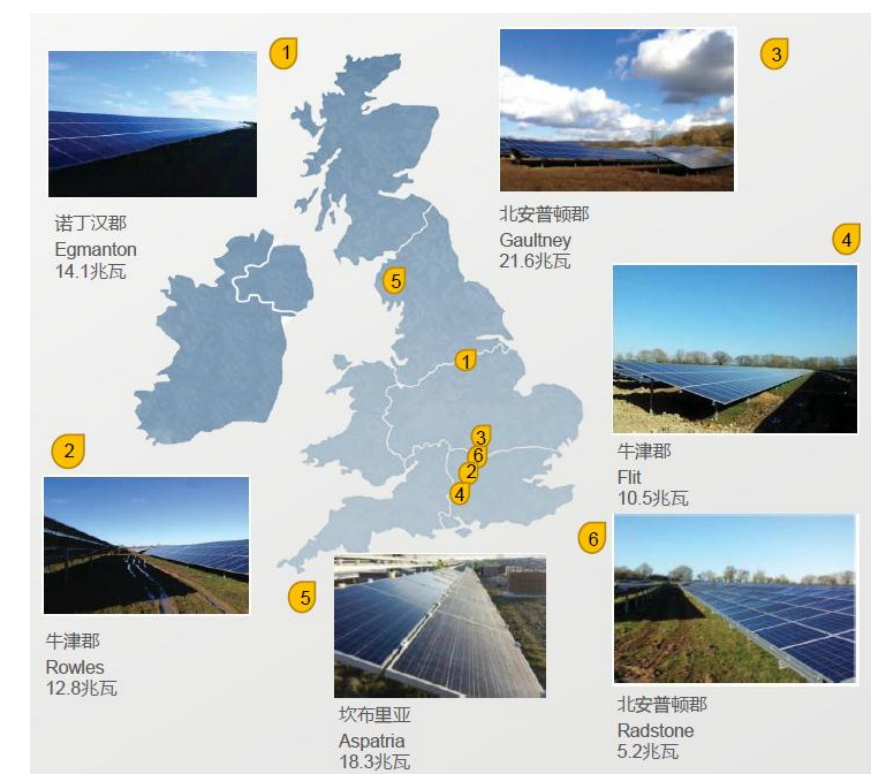 1
诺丁汉郡
Egmanton
14.1兆瓦
3
北安普顿郡
Gaultney
21.6兆瓦
4
牛津郡
Flit
10.5兆瓦
5
1
3
6
2
4
2
牛津郡
Rowles
12.8兆瓦
5
坎布里亚
Aspatria
18.3兆瓦
6
北安普顿郡
Radstone
5.2兆瓦